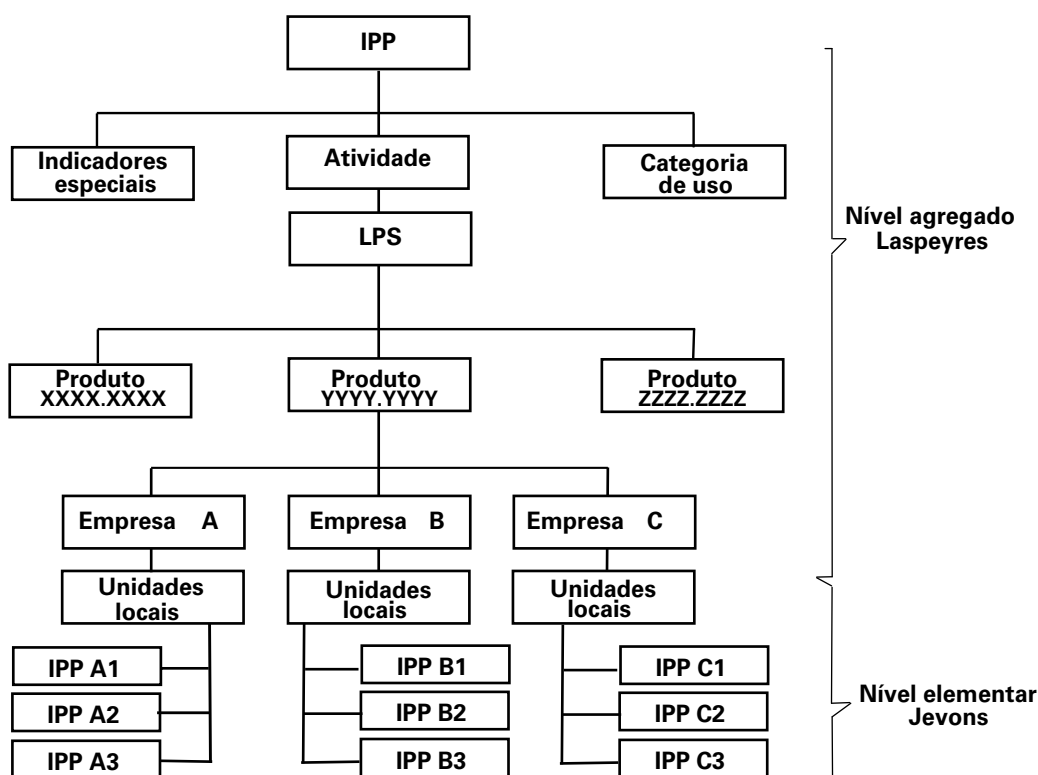 IPP
Indicadores
especiais
Atividade
Categoria
de uso
LPS
Nível agregado
Laspeyres
Produto
XXXX.XXXX
Produto
YYYY.YYYY
Produto
ZZZZ.ZZZZ
Empresa A
Empresa B
Empresa C
Unidades
locais
Unidades
locais
Unidades
locais
IPP A1
IPP B1
IPP C1
IPP A2
IPP B2
IPP C2
IPP A3
IPP B3
IPP C3
Nível elementar
Jevons